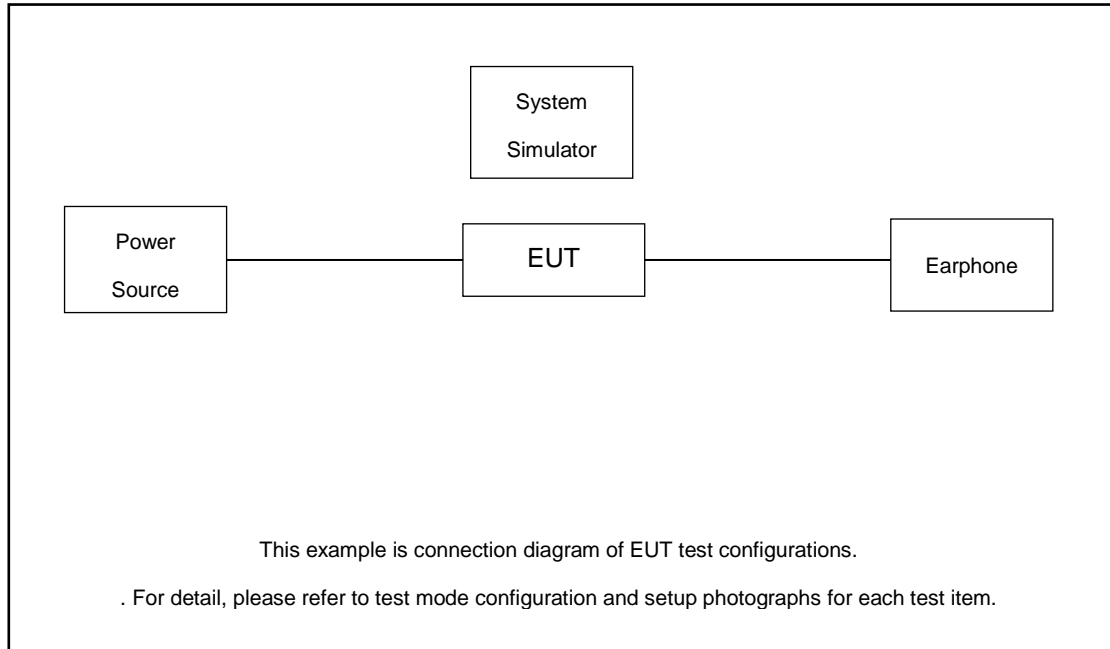 System
Simulator
Power
Source
EUT
Earphone
This example is connection diagram of EUT test configurations.
. For detail, please refer to test mode configuration and setup photographs for each test item.